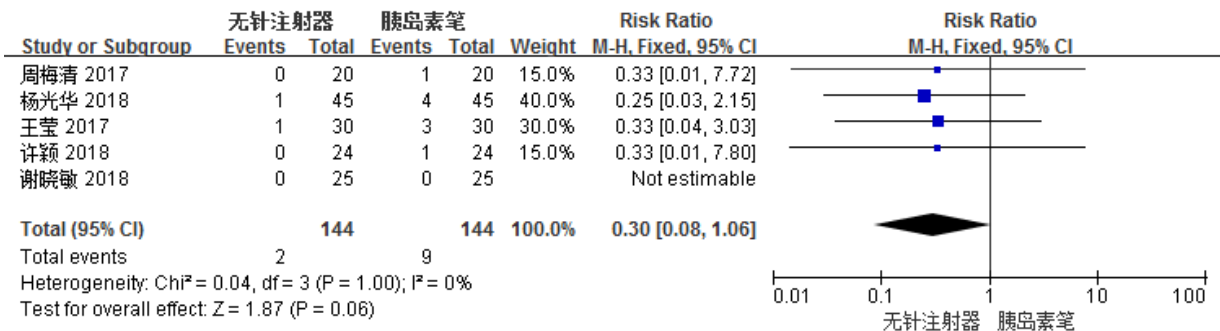 无针注射器 胰岛素笔 Risk Ratio Risk Ratio
Study or Subgroup Events Total Events Total Weight M-H, Fixed, 95% CI M-H, Fixed, 95% CI
周梅清 2017 0 20 1 20 15.0% 0.33 [0.01, 7.72]
杨光华 2018 1 45 4 45 40.0% 0.25 [0.03, 2.15]
王莹 2017 1 30 3 30 30.0% 0.33 [0.04, 3.03]
许颖 2018 0 24 1 24 15.0% 0.33 [0.01, 7.80]
谢晓敏 2018 0 25 0 25 Not estimable
Total (95% CI) 144 144 100.0% 0.30 [0.08, 1.06]
Total events 2 9
Heterogeneity: Chi² = 0.04, df = 3 (P = 1.00); I² = 0%
Test for overall effect: Z = 1.87 (P = 0.06)
0.01 0.1 1 10 100
无针注射器 胰岛素笔